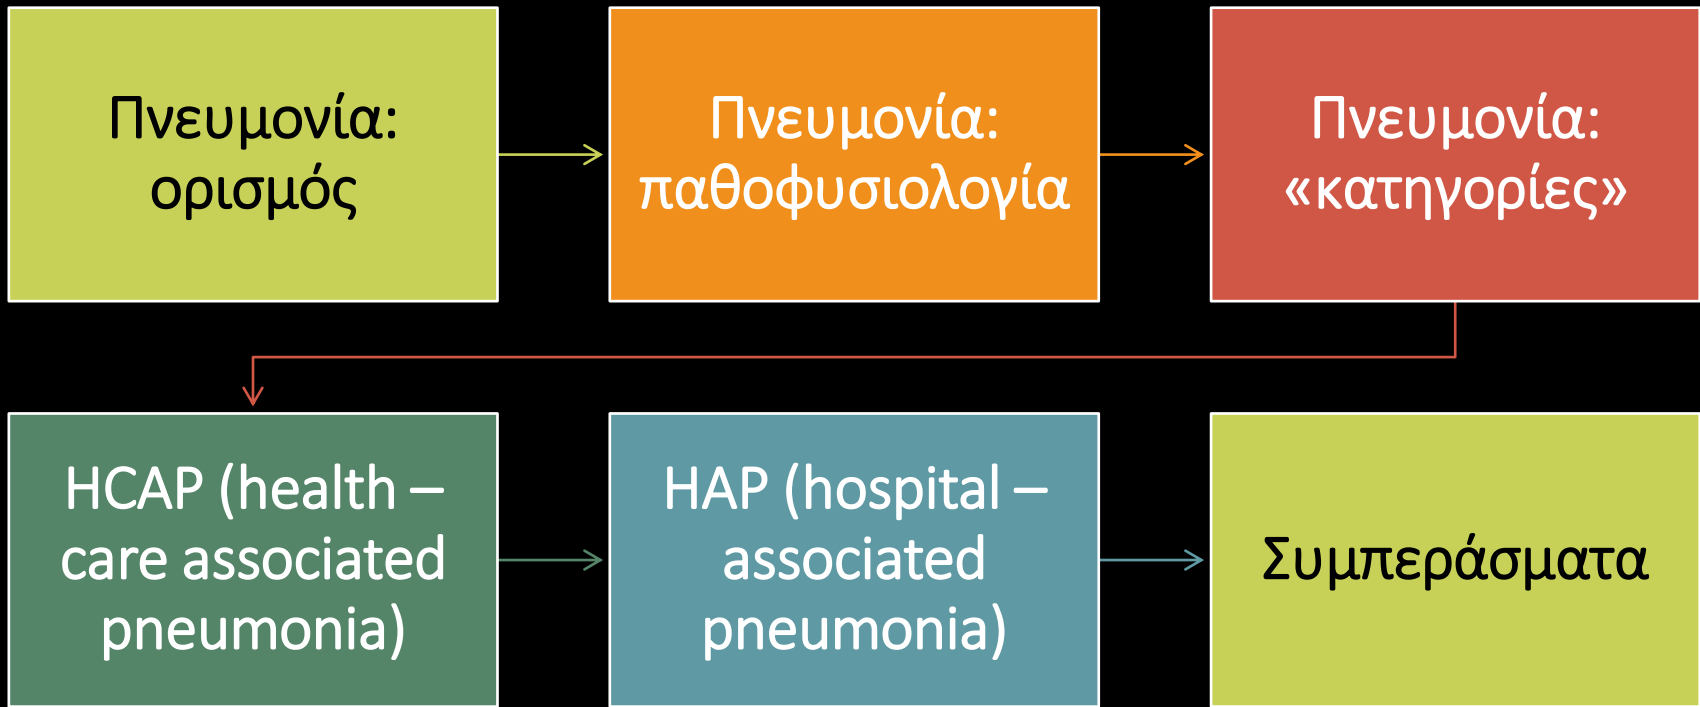 Πνευμονία:
ορισμός
Πνευμονία:
παθοφυσιολογία
Πνευμονία:
«κατηγορίες»
HCAP (health –
care associated
pneumonia)
HAP (hospital –
associated
pneumonia)
Συμπεράσματα